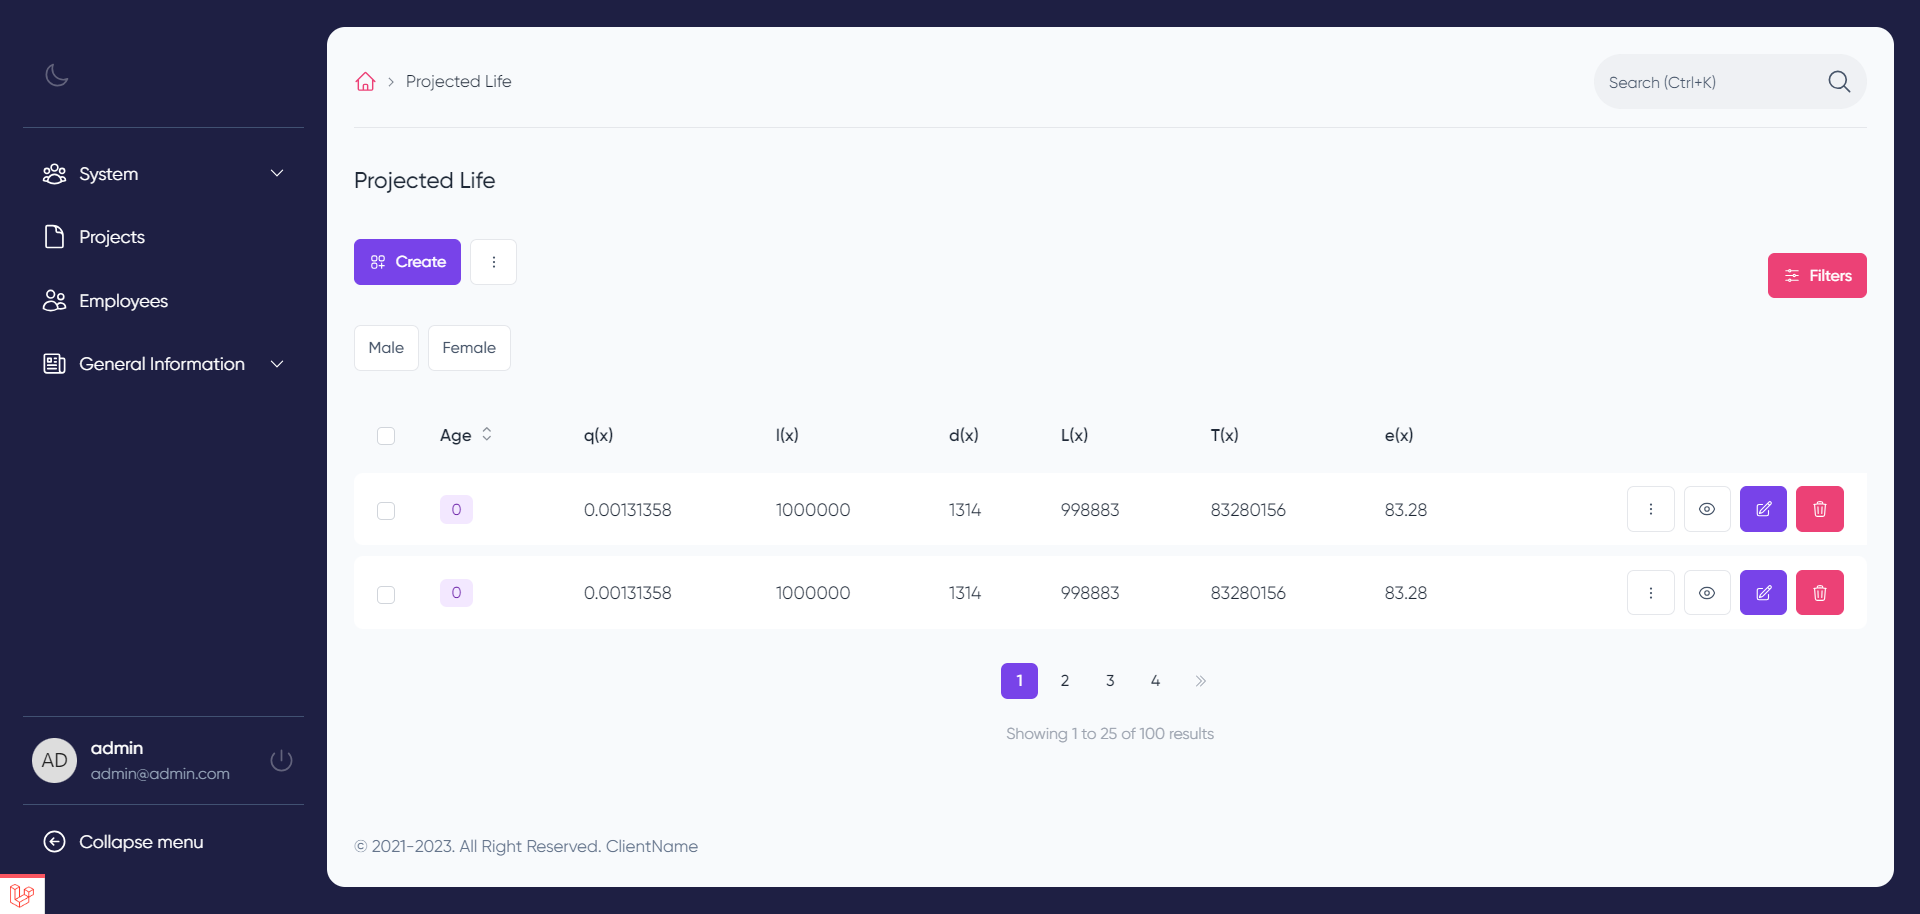 System
Projects
Employees
General Information
AD
admin
admin@admin.com
Collapse menu
Projected Life
Search (Ctrl+K)
Projected Life
Create
Filters
Male Female
Age q(x) l(x) d(x) L(x) T(x) e(x)
0 0.00131358 1000000 1314 998883 83280156 83.28
0 0.00131358 1000000 1314 998883 83280156 83.28
1 2 3 4 »
Showing 1 to 25 of 100 results
© 2021-2023. All Right Reserved. ClientName